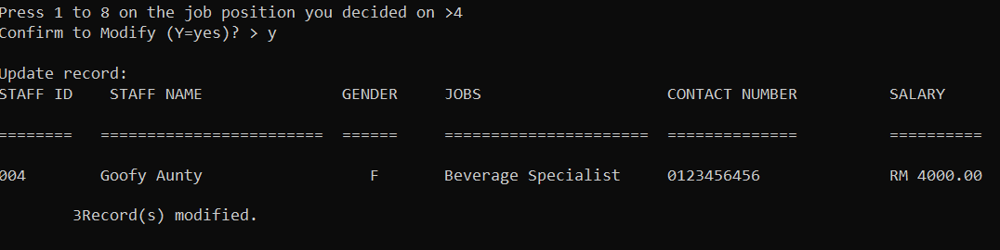 Press 1 to 8 on the job position you decided on >4
Confirm to Modify (Y=yes)? > y
Update record:
STAFF ID    STAFF NAME               GENDER     JOBS                    CONTACT NUMBER          SALARY
========   ========================  ======     ======================  ==============          ==========
004        Goofy Aunty                  F       Beverage Specialist     0123456456              RM 4000.00
        3Record(s) modified.